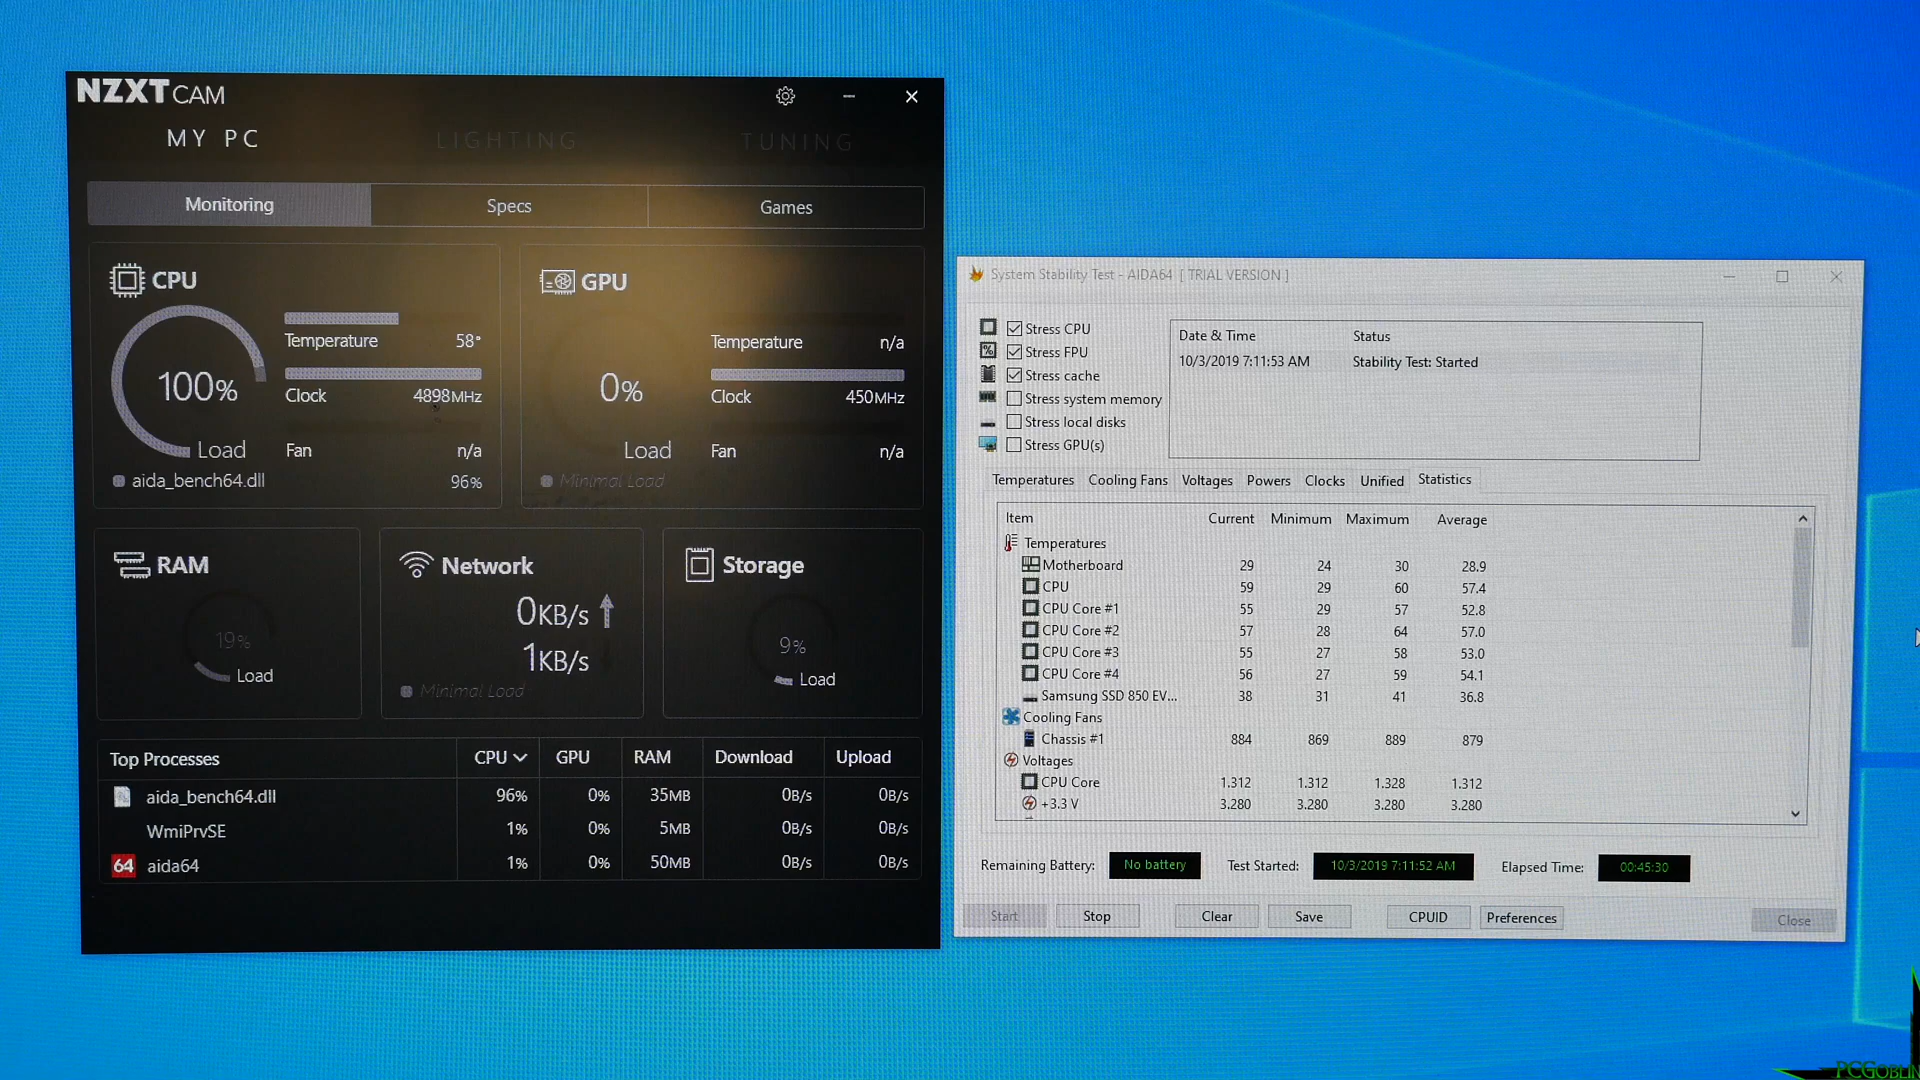 NZXT CAM
MY PC LIGHTING TUNING
Monitoring Specs Games
CPU
Temperature 58°
100%
Clock 4898MHz
Load
Fan n/a
aida_bench64.dll 96%
GPU
Temperature n/a
0%
Clock 450MHz
Load
Fan n/a
Minimal Load
RAM
19%
Load
Network
0KB/s
1KB/s
Minimal Load
Storage
9%
Load
Top Processes CPU GPU RAM Download Upload
aida_bench64.dll 96% 0% 35MB 0B/s 0B/s
WmiPrvSE 1% 0% 5MB 0B/s 0B/s
64 aida64 1% 0% 50MB 0B/s 0B/s
System Stability Test - AIDA64 [ TRIAL VERSION ]
Stress CPU
% Stress FPU
Stress cache
Stress system memory
Stress local disks
Stress GPU(s)
Date & Time Status
10/3/2019 7:11:53 AM Stability Test: Started
Temperatures Cooling Fans Voltages Powers Clocks Unified Statistics
Item Current Minimum Maximum Average
Temperatures
Motherboard 29 24 30 28.9
CPU 59 29 60 57.4
CPU Core #1 55 29 57 52.8
CPU Core #2 57 28 64 57.0
CPU Core #3 55 27 58 53.0
CPU Core #4 56 27 59 54.1
Samsung SSD 850 EV... 38 31 41 36.8
Cooling Fans
Chassis #1 884 869 889 879
Voltages
CPU Core 1.312 1.312 1.328 1.312
+3.3 V 3.280 3.280 3.280 3.280
Remaining Battery: No battery Test Started: 10/3/2019 7:11:52 AM Elapsed Time: 00:45:30
Start Stop Clear Save CPUID Preferences Close
PCGOBLIN